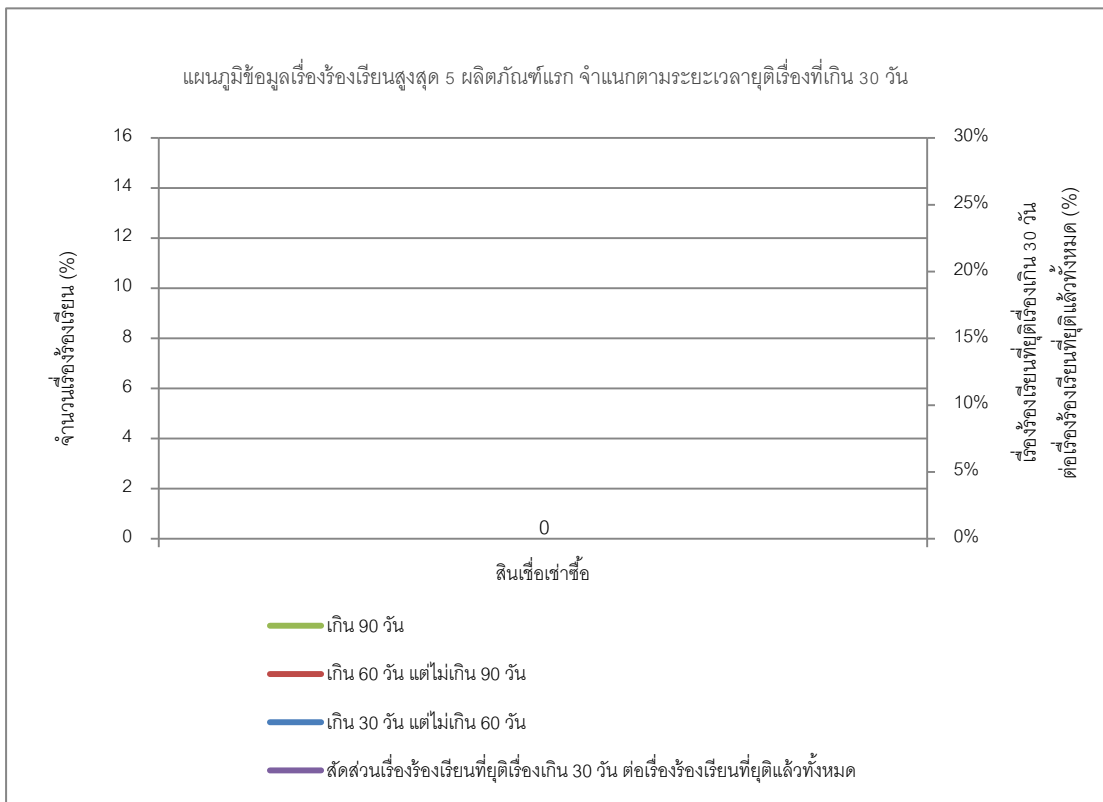 แผนภูมิข้อมูลเรื่องร้องเรียนสูงสุด 5 ผลิตภัณฑ์แรก จำแนกตามระยะเวลายุติเรื่องที่เกิน 30 วัน
จำนวนเรื่องร้องเรียน (%)
16
14
12
10
8
6
4
2
0
0
30%
25%
20%
15%
10%
5%
0%
เรื่องร้องเรียนที่ยุติเรื่องเกิน 30 วัน
ต่อเรื่องร้องเรียนที่ยุติแล้วทั้งหมด (%)
สินเชื่อเช่าซื้อ
เกิน 90 วัน
เกิน 60 วัน แต่ไม่เกิน 90 วัน
เกิน 30 วัน แต่ไม่เกิน 60 วัน
สัดส่วนเรื่องร้องเรียนที่ยุติเรื่องเกิน 30 วัน ต่อเรื่องร้องเรียนที่ยุติแล้วทั้งหมด